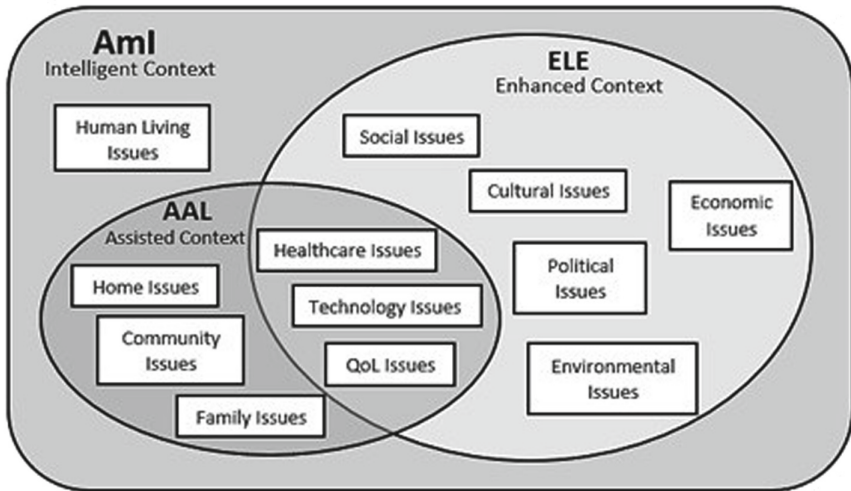 AmI
Intelligent Context
ELE
Enhanced Context
Human Living
Issues
Social Issues
Cultural Issues
Economic
Issues
AAL
Assisted Context
Healthcare Issues
Home Issues
Technology Issues
Political
Issues
Community
Issues
QoL Issues
Environmental
Issues
Family Issues